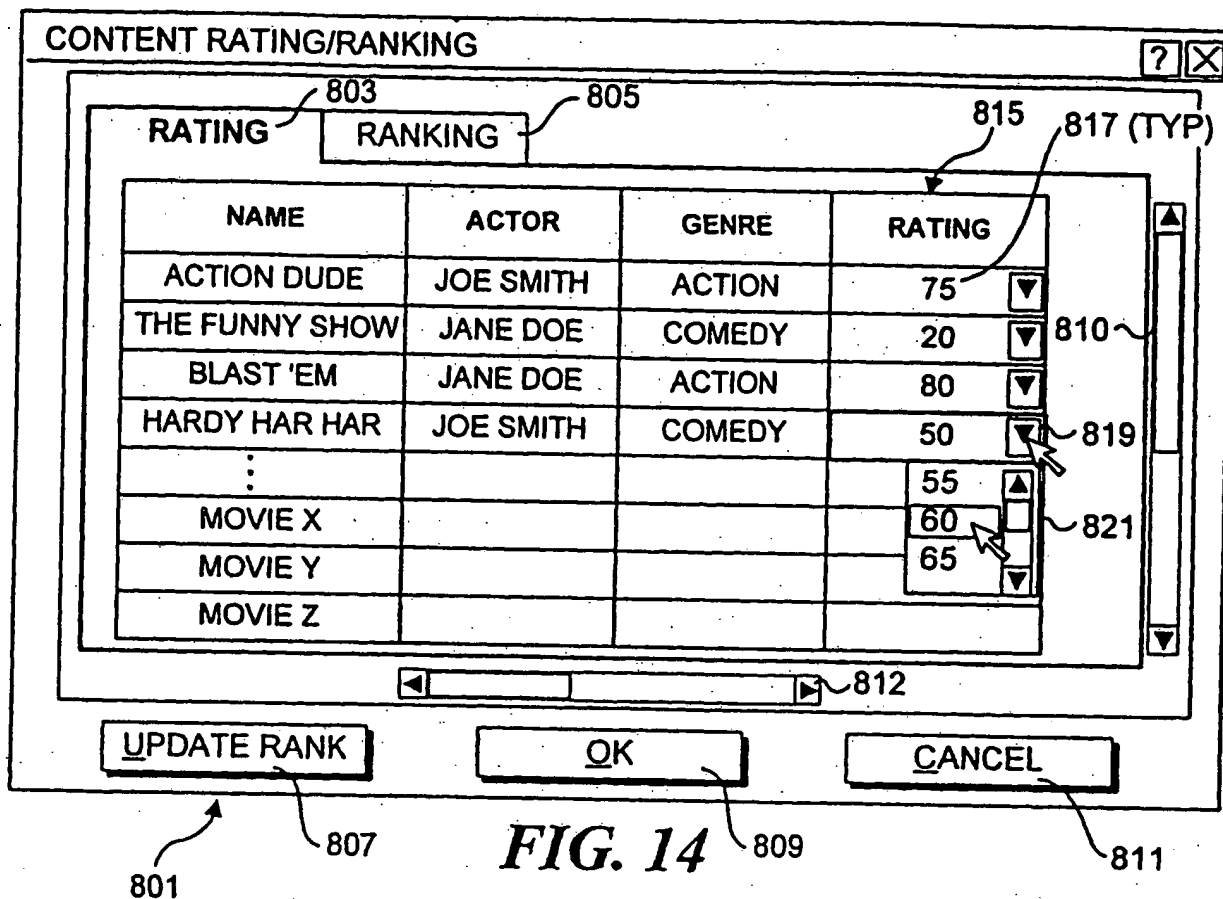 CONTENT RATING/RANKING ? X
803 805 815 817 (TYP)
RATING RANKING
NAME ACTOR GENRE RATING
ACTION DUDE JOE SMITH ACTION 75
THE FUNNY SHOW JANE DOE COMEDY 20 810
BLAST 'EM JANE DOE ACTION 80
HARDY HAR HAR JOE SMITH COMEDY 50 819
⋮ 55
MOVIE X 60 821
MOVIE Y 65
MOVIE Z
812
UPDATE RANK OK CANCEL
801 807 FIG. 14 809 811